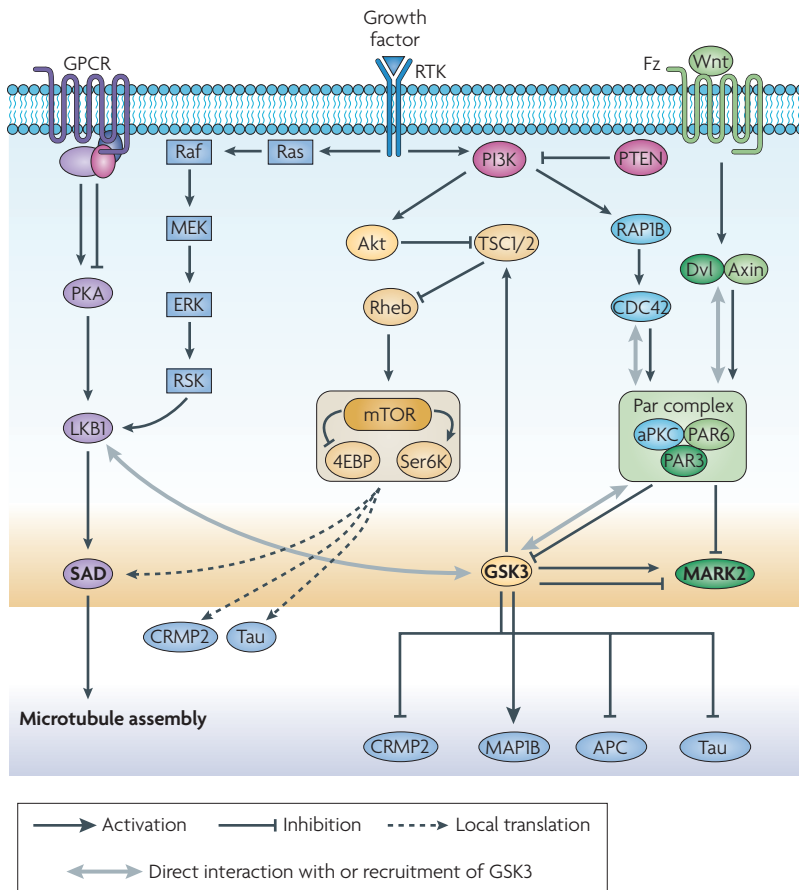 Growth
factor
GPCR
RTK
Fz
Wnt
Raf
Ras
PI3K
PTEN
MEK
Akt
TSC1/2
RAP1B
Dvl
Axin
PKA
ERK
Rheb
CDC42
RSK
LKB1
mTOR
4EBP
Ser6K
Par complex
aPKC
PAR6
PAR3
SAD
GSK3
MARK2
CRMP2
Tau
Microtubule assembly
CRMP2
MAP1B
APC
Tau
Activation
Inhibition
Local translation
Direct interaction with or recruitment of GSK3